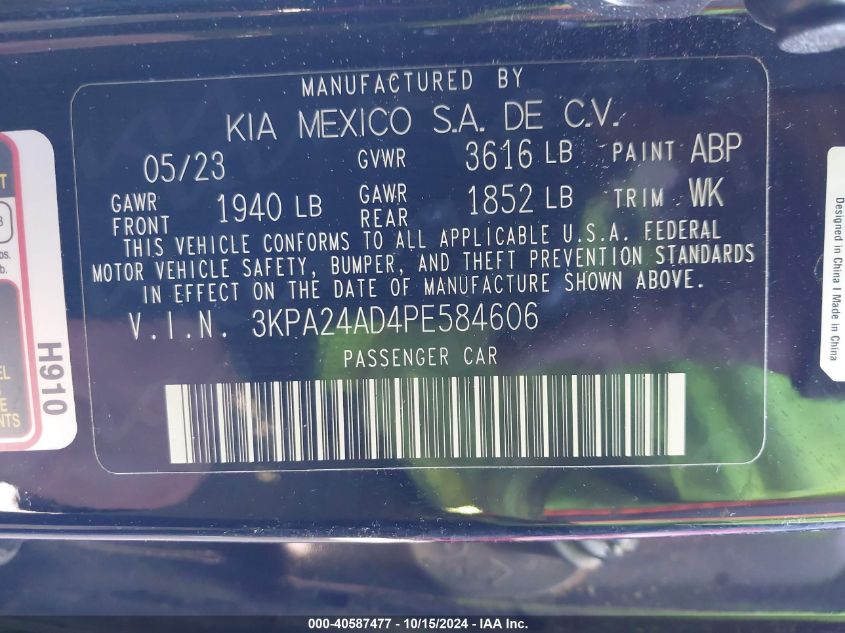 MANUFACTURED BY
KIA MEXICO S.A. DE C.V.
05/23 GVWR 3616 LB PAINT ABP
GAWR FRONT 1940 LB GAWR REAR 1852 LB TRIM WK
THIS VEHICLE CONFORMS TO ALL APPLICABLE U.S.A. FEDERAL
MOTOR VEHICLE SAFETY, BUMPER, AND THEFT PREVENTION STANDARDS
IN EFFECT ON THE DATE OF MANUFACTURE SHOWN ABOVE.
V.I.N. 3KPA24AD4PE584606
PASSENGER CAR
H910
Designed in China / Made in China
000-40587477 - 10/15/2024 - IAA Inc.